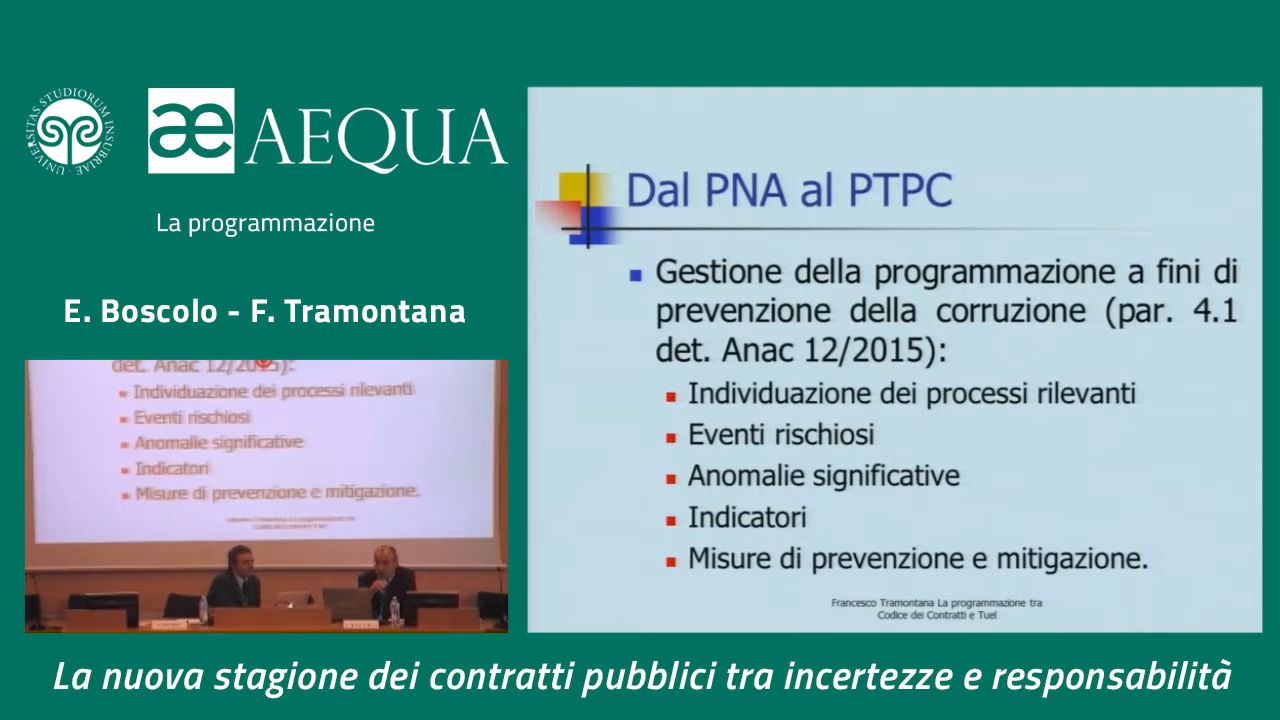 UNIVERSITAS STUDIORUM INSUBRIAE
æ AEQUA
La programmazione
E. Boscolo - F. Tramontana
det. Anac 12/2015):
Individuazione dei processi rilevanti
Eventi rischiosi
Anomalie significative
Indicatori
Misure di prevenzione e mitigazione.
Dal PNA al PTPC
Gestione della programmazione a fini di
prevenzione della corruzione (par. 4.1
det. Anac 12/2015):
Individuazione dei processi rilevanti
Eventi rischiosi
Anomalie significative
Indicatori
Misure di prevenzione e mitigazione.
Francesco Tramontana La programmazione tra
Codice dei Contratti e Tuel
La nuova stagione dei contratti pubblici tra incertezze e responsabilità